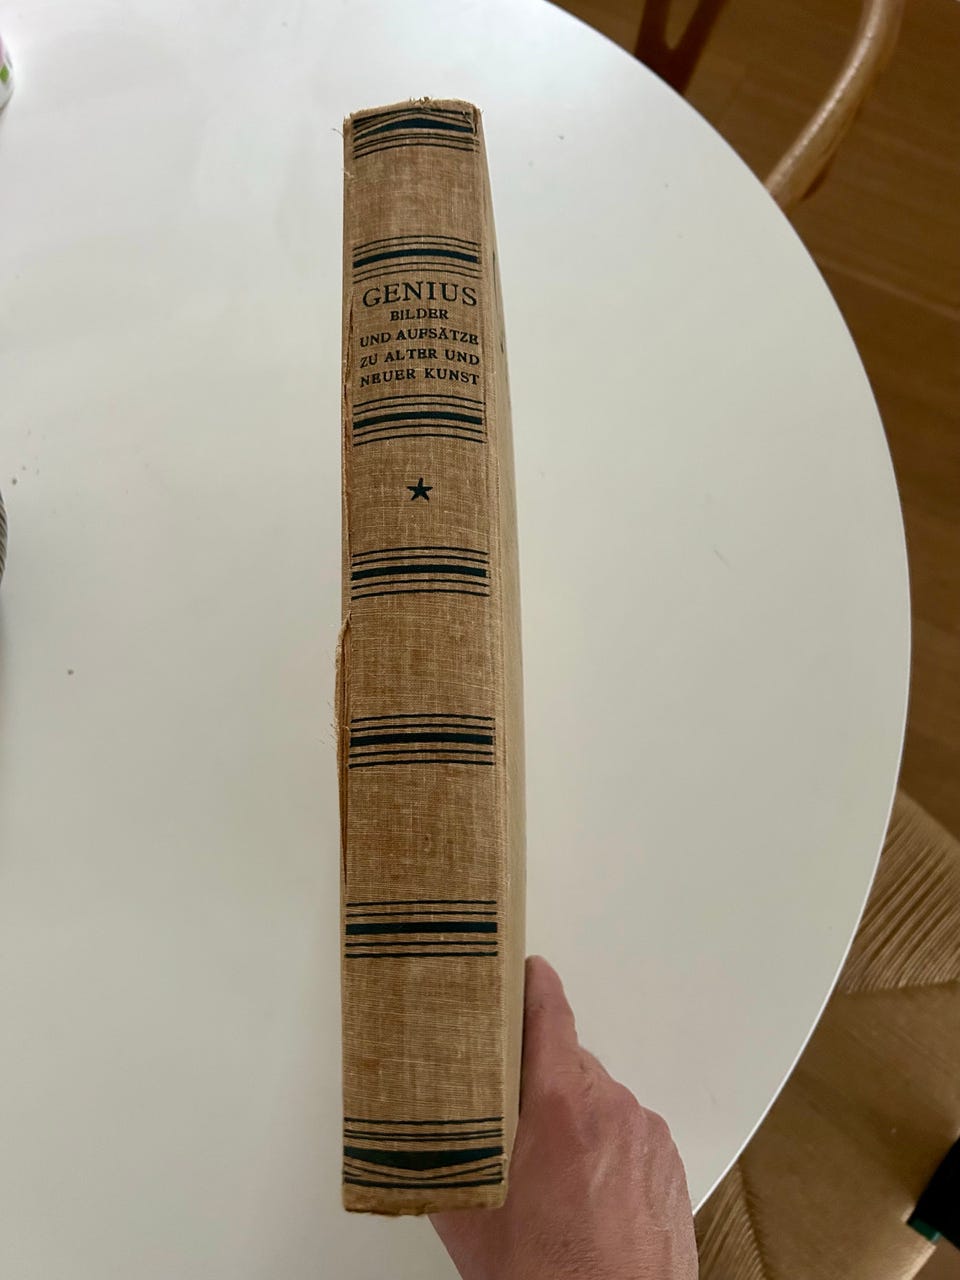 GENIUS
BILDER
UND AUFSÄTZE
ZU ALTER UND
NEUER KUNST